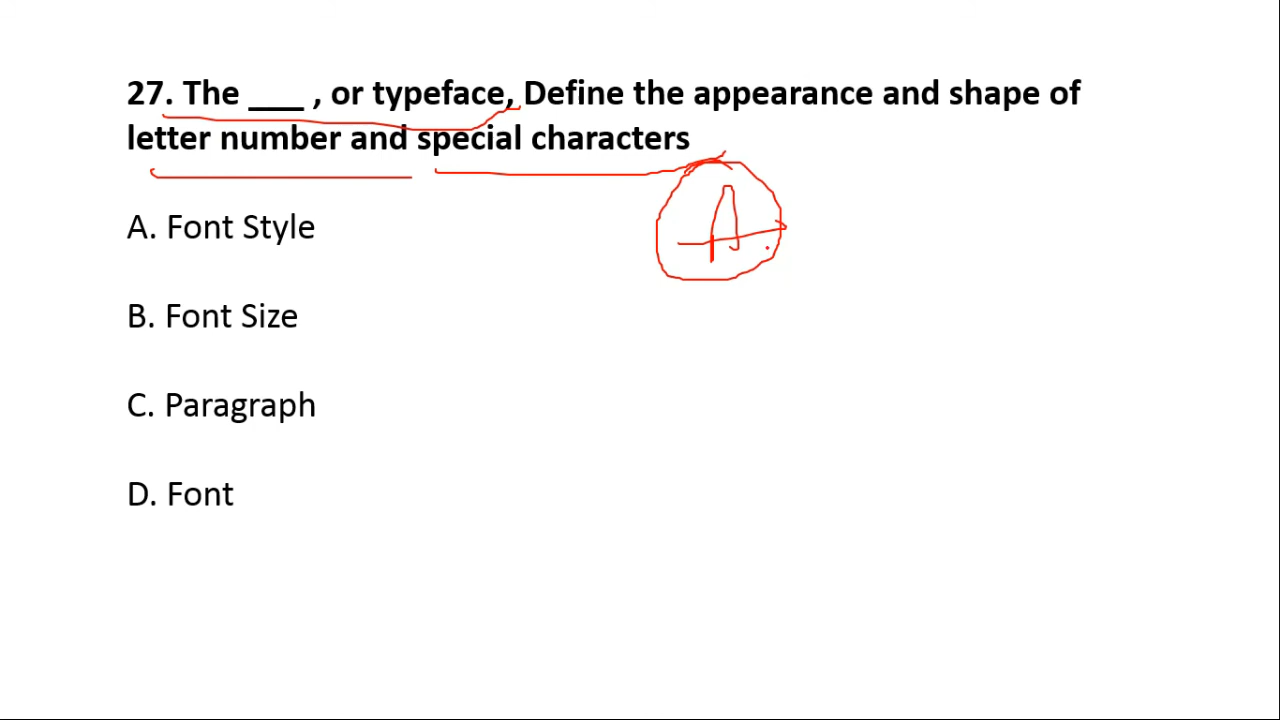 27. The ___ , or typeface, Define the appearance and shape of
letter number and special characters
A
A. Font Style
B. Font Size
C. Paragraph
D. Font